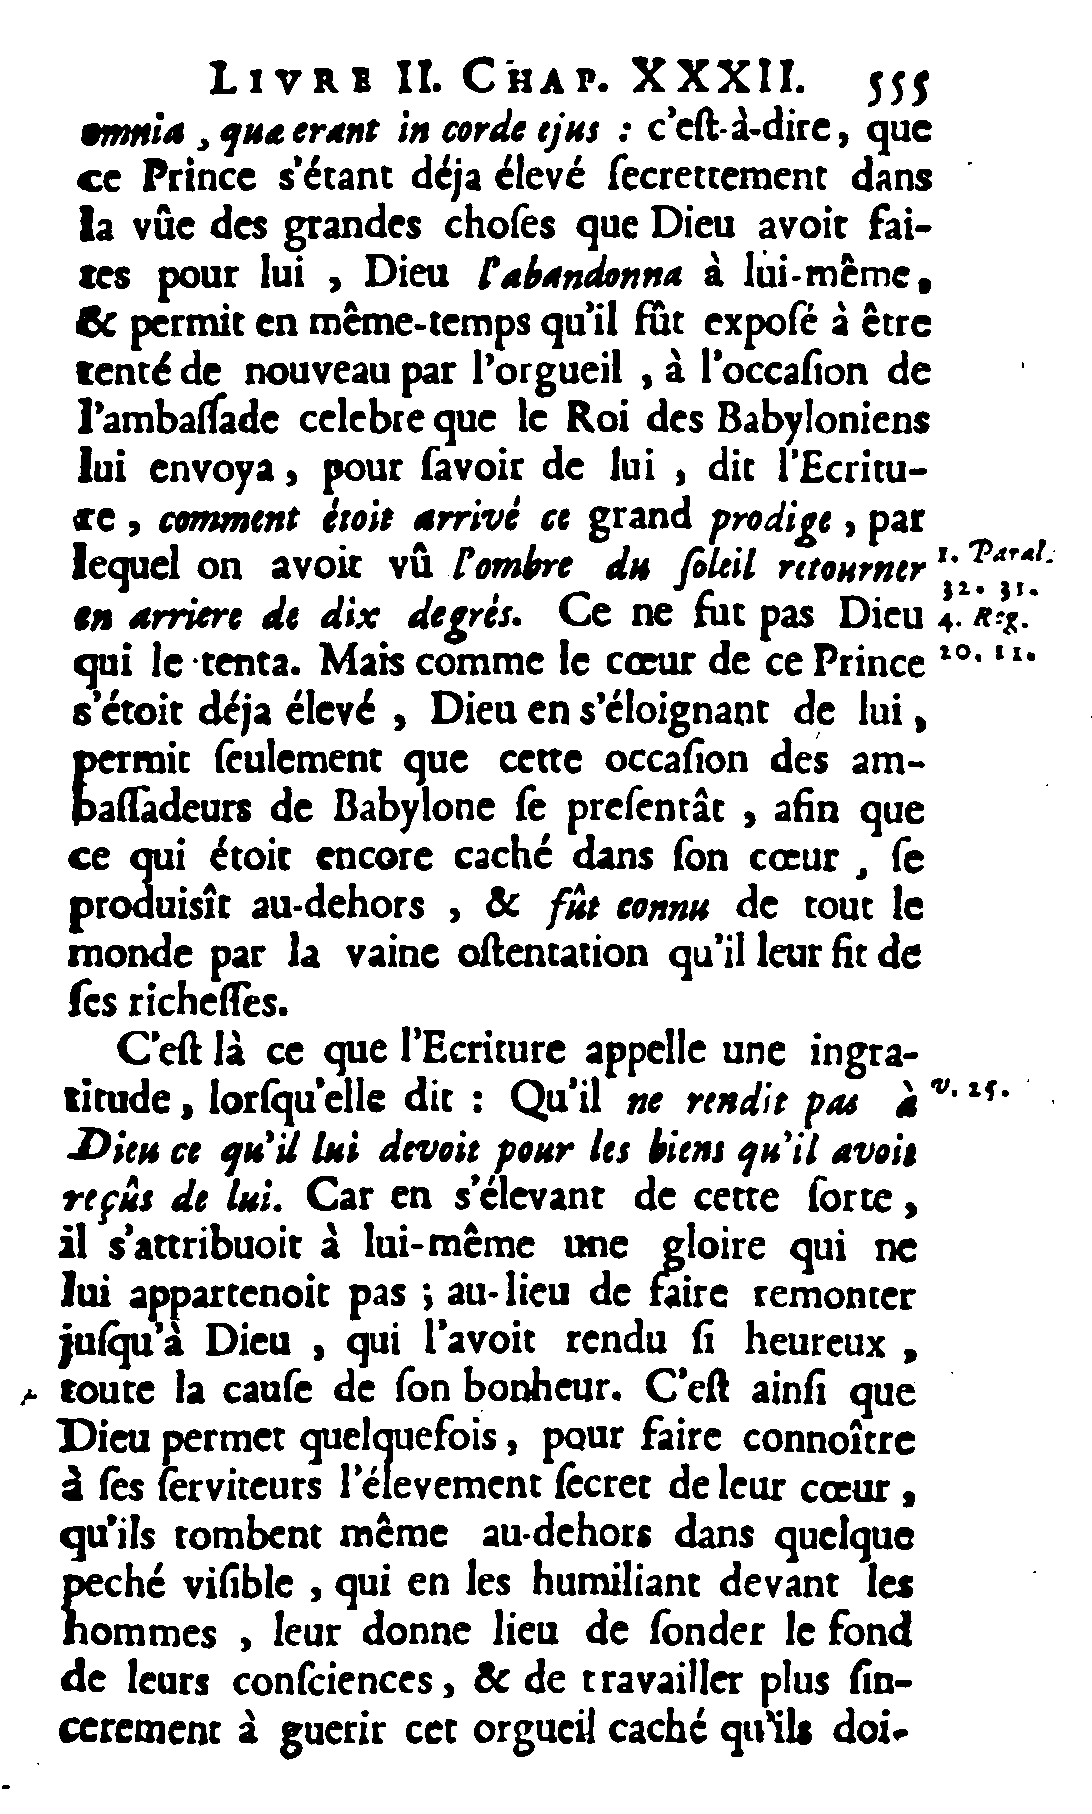 LIVRE II. CHAP. XXXII. 555
omnia, quæ erant in corde ejus : c'eſt-à-dire, que
ce Prince s'étant déja élevé ſecrettement dans
la vûe des grandes choſes que Dieu avoit fai-
tes pour lui, Dieu l'abandonna à lui-même,
& permit en même-temps qu'il fût expoſé à être
tenté de nouveau par l'orgueil, à l'occaſion de
l'ambaſſade celebre que le Roi des Babyloniens
lui envoya, pour ſavoir de lui, dit l'Ecritu-
re, comment étoit arrivé ce grand prodige, par
lequel on avoit vû l'ombre du ſoleil retourner
1. Paral.
32. 31.
en arriere de dix degrés. Ce ne fut pas Dieu
4. Reg.
qui le tenta. Mais comme le cœur de ce Prince
20. 11.
s'étoit déja élevé, Dieu en s'éloignant de lui,
permit ſeulement que cette occaſion des am-
baſſadeurs de Babylone ſe preſentât, afin que
ce qui étoit encore caché dans ſon cœur, ſe
produisît au-dehors, & fût connu de tout le
monde par la vaine oſtentation qu'il leur fit de
ſes richeſſes.
C'eſt là ce que l'Ecriture appelle une ingra-
titude, lorſqu'elle dit : Qu'il ne rendit pas à
v. 25.
Dieu ce qu'il lui devoit pour les biens qu'il avoit
reçûs de lui. Car en s'élevant de cette ſorte,
il s'attribuoit à lui-même une gloire qui ne
lui appartenoit pas ; au-lieu de faire remonter
juſqu'à Dieu, qui l'avoit rendu ſi heureux,
toute la cauſe de ſon bonheur. C'eſt ainſi que
Dieu permet quelquefois, pour faire connoître
à ſes ſerviteurs l'élevement ſecret de leur cœur,
qu'ils tombent même au-dehors dans quelque
peché viſible, qui en les humiliant devant les
hommes, leur donne lieu de ſonder le fond
de leurs conſciences, & de travailler plus ſin-
cerement à guerir cet orgueil caché qu'ils doi-